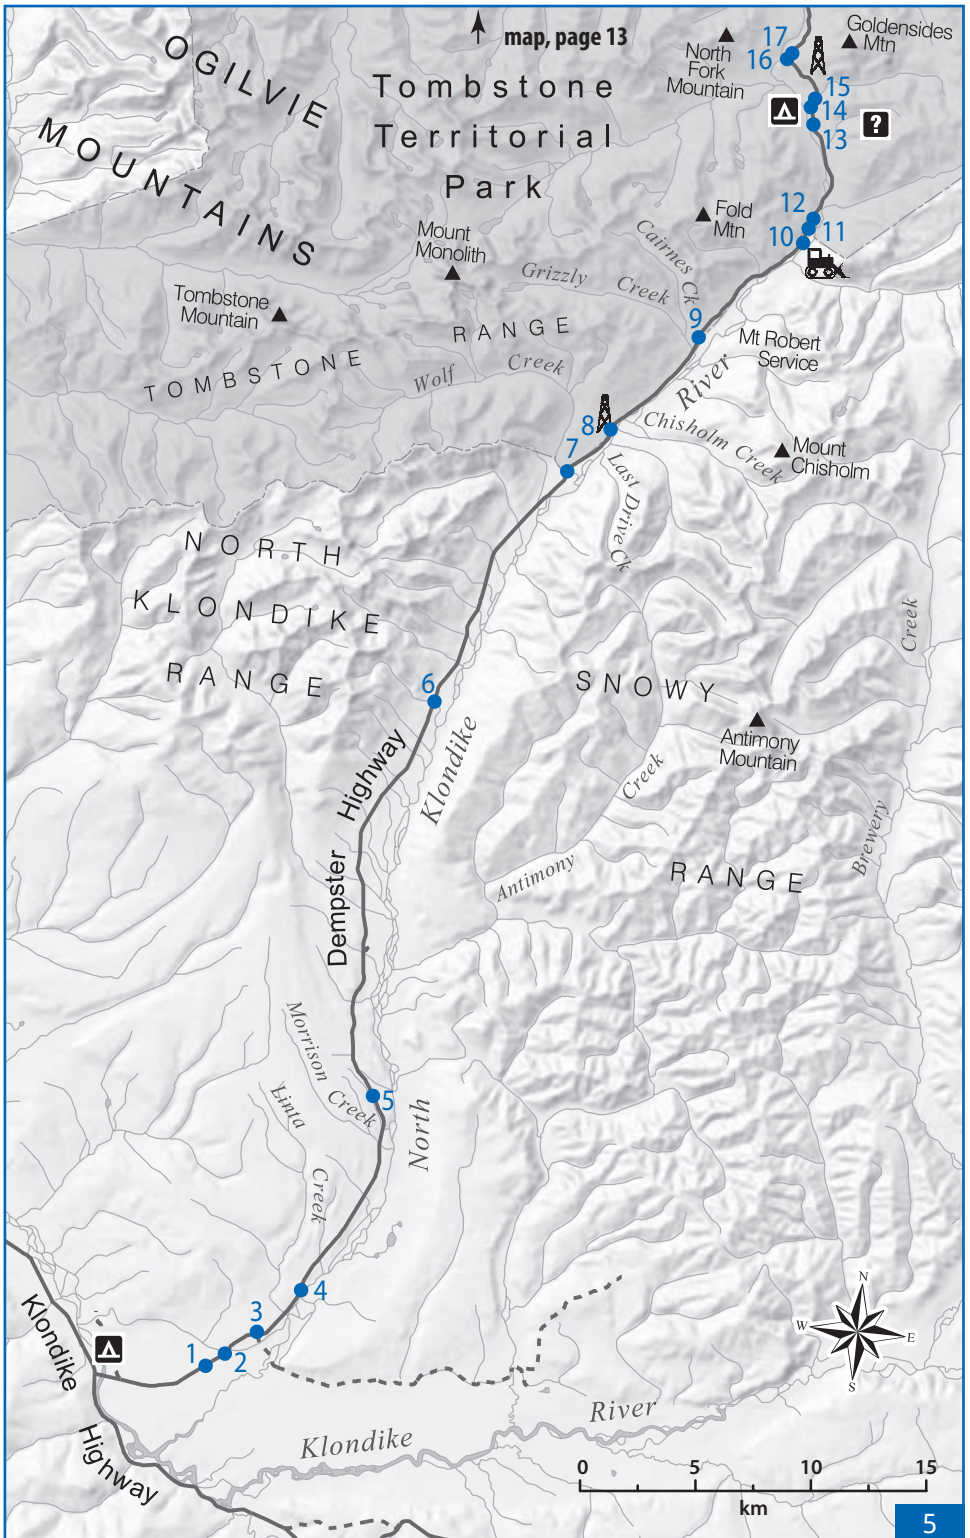 map, page 13
OGILVIE
MOUNTAINS
Tombstone
Territorial
Park
North
Fork
Mountain
Goldensides
Mtn
17
16
15
14
13
?
12
11
10
Fold
Mtn
Cairnes Ck
Mount
Monolith
Grizzly Creek
Tombstone
Mountain
TOMBSTONE RANGE
Wolf Creek
9
Mt Robert
Service
River
8
7
Chisholm Creek
Mount
Chisholm
Last Drive Ck
NORTH
KLONDIKE
RANGE
Creek
6
SNOWY
Antimony
Mountain
Highway
Klondike
Creek
Antimony
RANGE
Brewery
Dempster
Morrison Creek
5
Linta
Creek
North
4
3
2
1
Klondike
Highway
Klondike
River
N
W
E
S
0 5 10 15
km
5